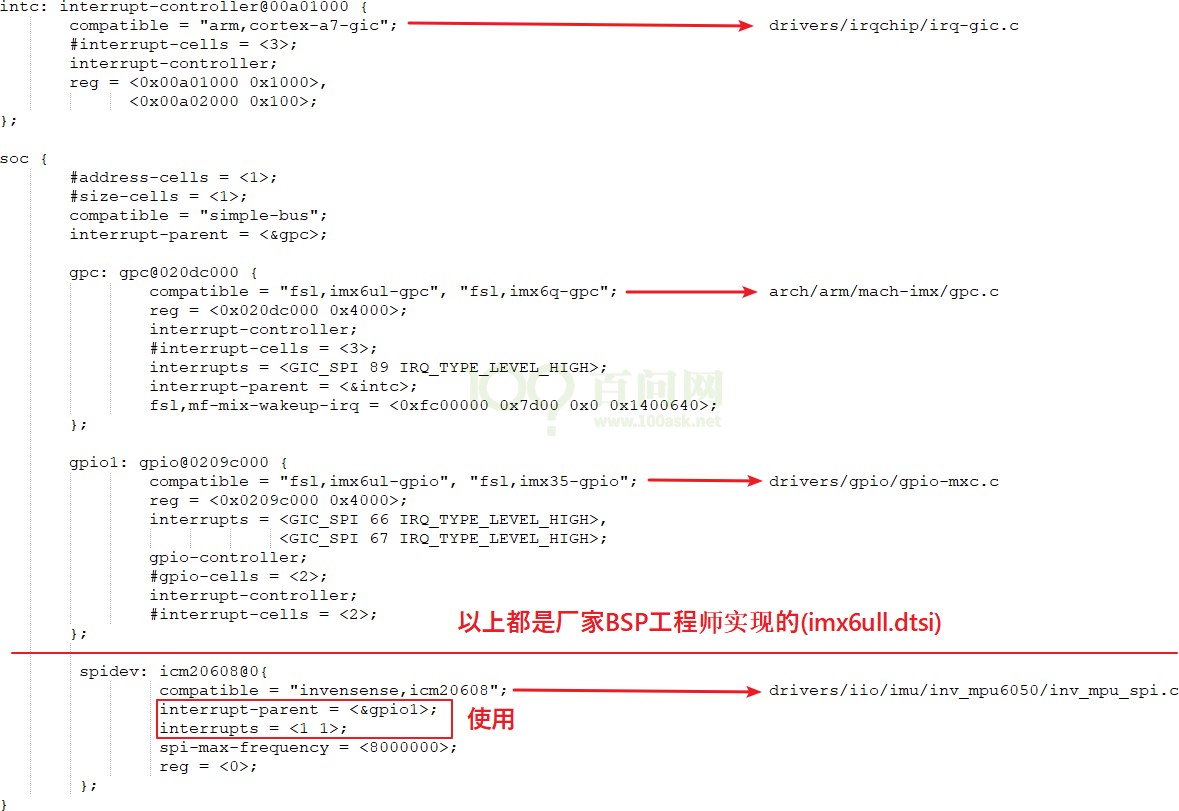 intc: interrupt-controller@00a01000 {
compatible = "arm,cortex-a7-gic"; drivers/irqchip/irq-gic.c
#interrupt-cells = <3>;
interrupt-controller;
reg = <0x00a01000 0x1000>,
<0x00a02000 0x100>;
};
soc {
#address-cells = <1>;
#size-cells = <1>;
compatible = "simple-bus";
interrupt-parent = <&gpc>;
gpc: gpc@020dc000 {
compatible = "fsl,imx6ul-gpc", "fsl,imx6q-gpc"; arch/arm/mach-imx/gpc.c
reg = <0x020dc000 0x4000>;
interrupt-controller;
#interrupt-cells = <3>;
interrupts = <GIC_SPI 89 IRQ_TYPE_LEVEL_HIGH>;
interrupt-parent = <&intc>;
fsl,mf-mix-wakeup-irq = <0xfc00000 0x7d00 0x0 0x1400640>;
};
百问网
www.100ask.net
gpio1: gpio@0209c000 {
compatible = "fsl,imx6ul-gpio", "fsl,imx35-gpio"; drivers/gpio/gpio-mxc.c
reg = <0x0209c000 0x4000>;
interrupts = <GIC_SPI 66 IRQ_TYPE_LEVEL_HIGH>,
<GIC_SPI 67 IRQ_TYPE_LEVEL_HIGH>;
gpio-controller;
#gpio-cells = <2>;
interrupt-controller;
#interrupt-cells = <2>;
};
以上都是厂家BSP工程师实现的(imx6ull.dtsi)
spidev: icm20608@0{
compatible = "invensense,icm20608"; drivers/iio/imu/inv_mpu6050/inv_mpu_spi.c
interrupt-parent = <&gpio1>;
interrupts = <1 1>;
使用
spi-max-frequency = <8000000>;
reg = <0>;
};
}